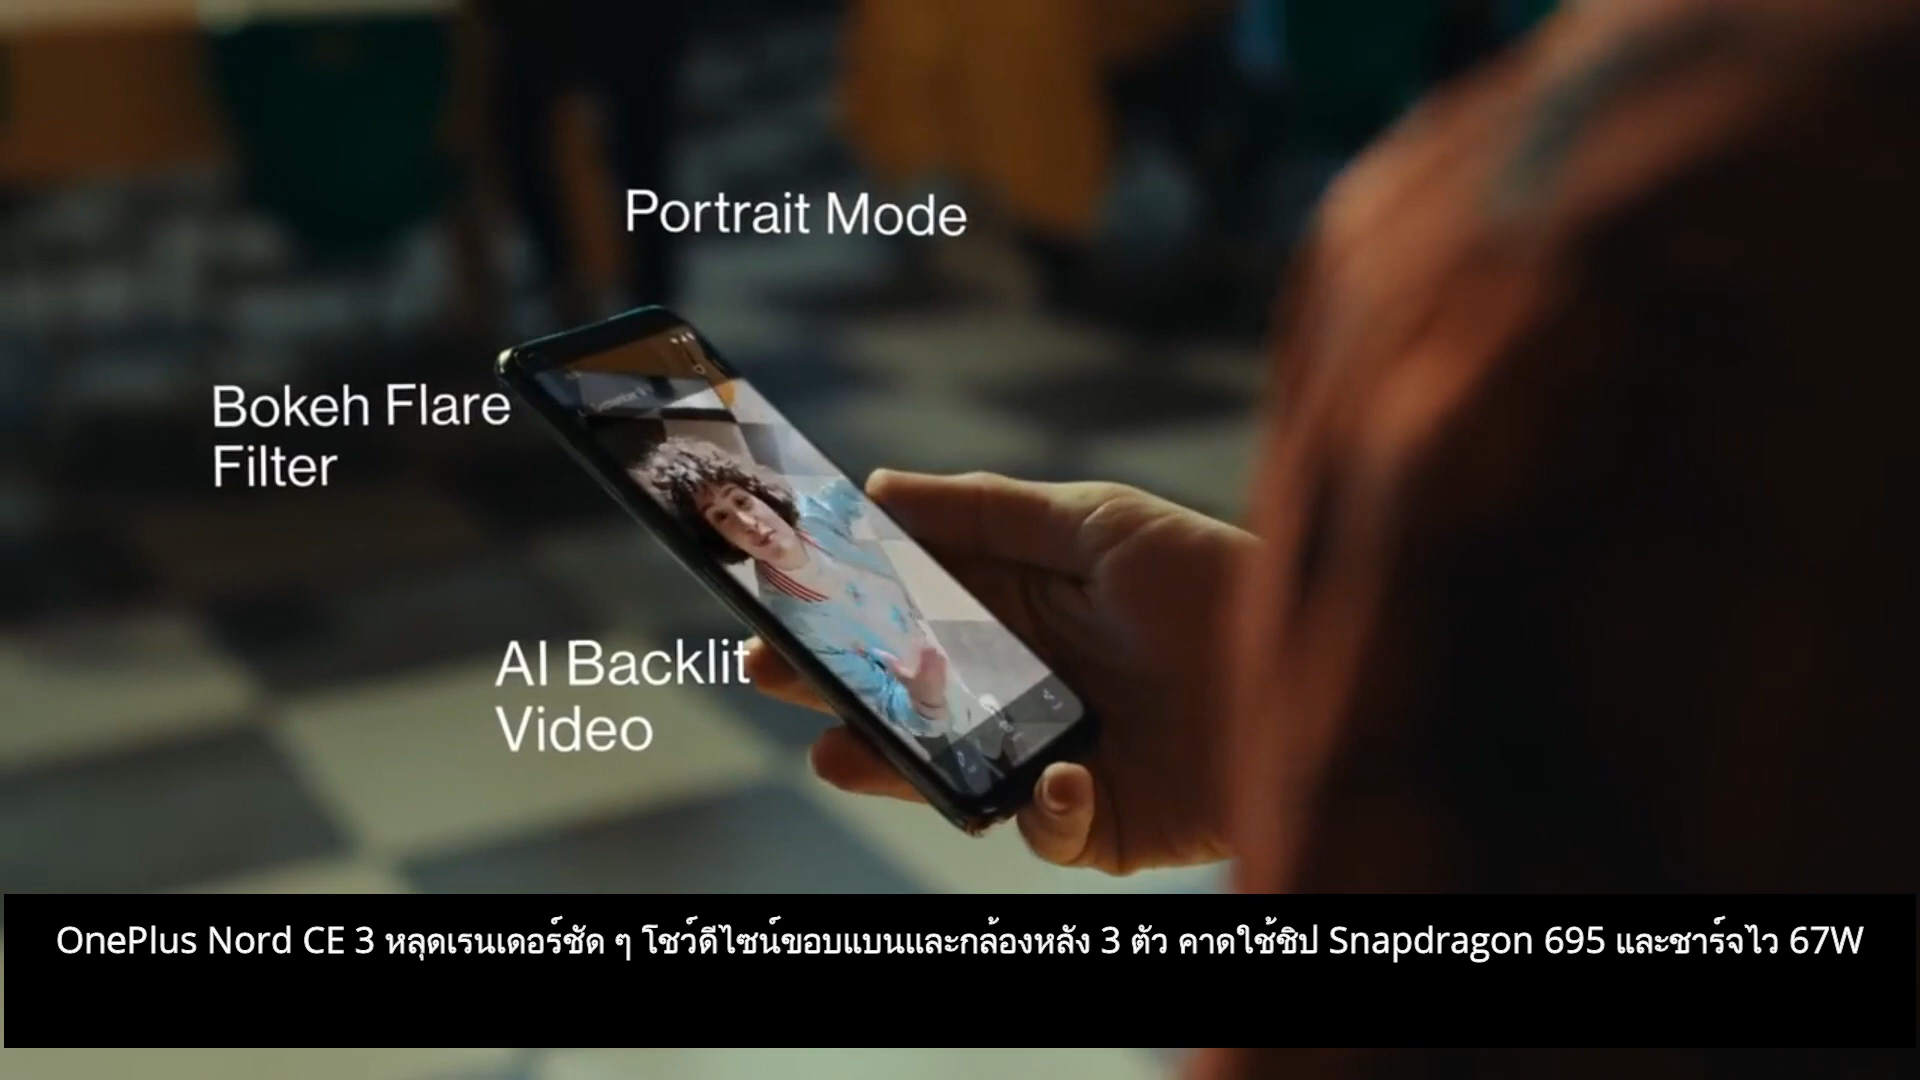 Portrait Mode
Bokeh Flare
Filter
AI Backlit
Video
OnePlus Nord CE 3 หลุดเรนเดอร์ชัด ๆ โชว์ดีไซน์ขอบแบนและกล้องหลัง 3 ตัว คาดใช้ชิป Snapdragon 695 และชาร์จไว 67W